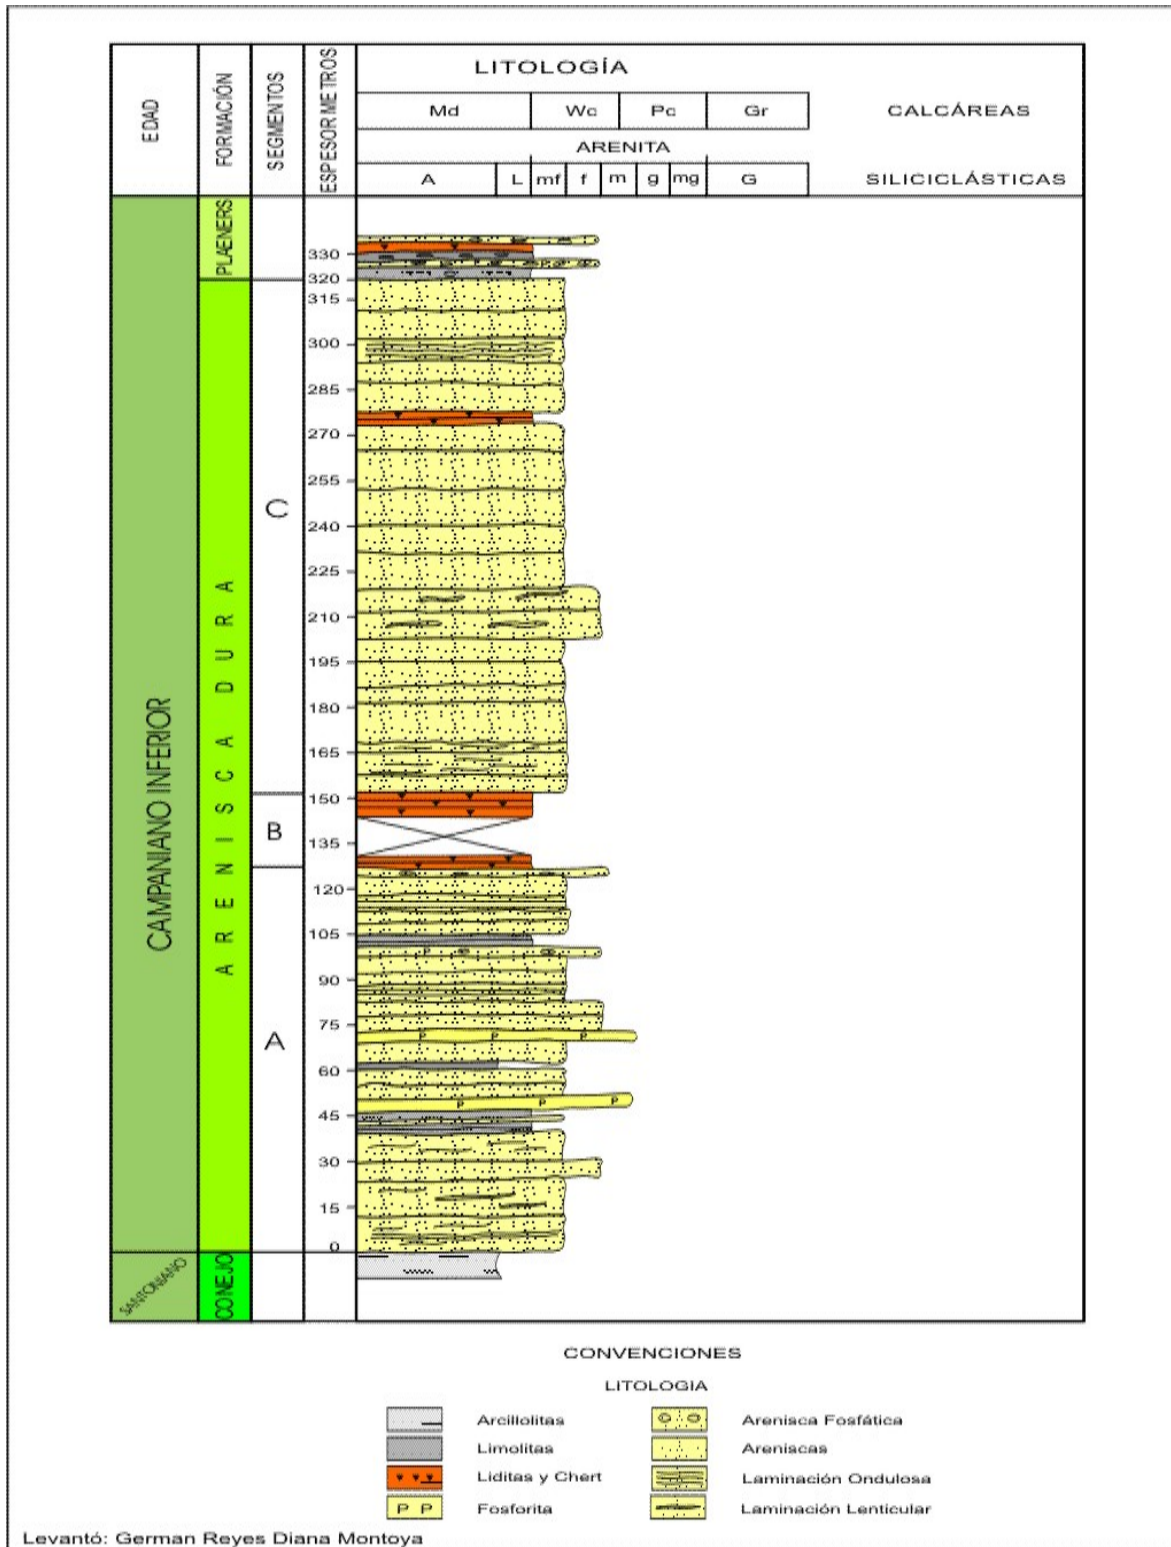 EDAD
FORMACIÓN
SEGMENTOS
ESPESOR METROS
LITOLOGÍA
Md Wc Pc Gr CALCÁREAS
ARENITA
A L mf f m g mg G SILICICLÁSTICAS
CAMPANIANO INFERIOR
SANTONIANO
PLAENERS
ARENISCA DURA
CONEJO
C
B
A
330
320
315
300
285
270
255
240
225
210
195
180
165
150
135
120
105
90
75
60
45
30
15
0
P
P P P
P P P
CONVENCIONES
LITOLOGIA
Arcillolitas
Limolitas
Liditas y Chert
P P Fosforita
Arenisca Fosfática
Areniscas
Laminación Ondulosa
Laminación Lenticular
Levantó: German Reyes Diana Montoya